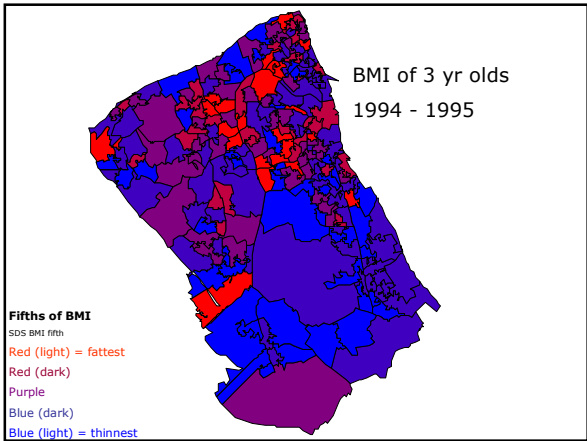 BMI of 3 yr olds
1994 - 1995
Fifths of BMI
SDS BMI fifth
Red (light) = fattest
Red (dark)
Purple
Blue (dark)
Blue (light) = thinnest